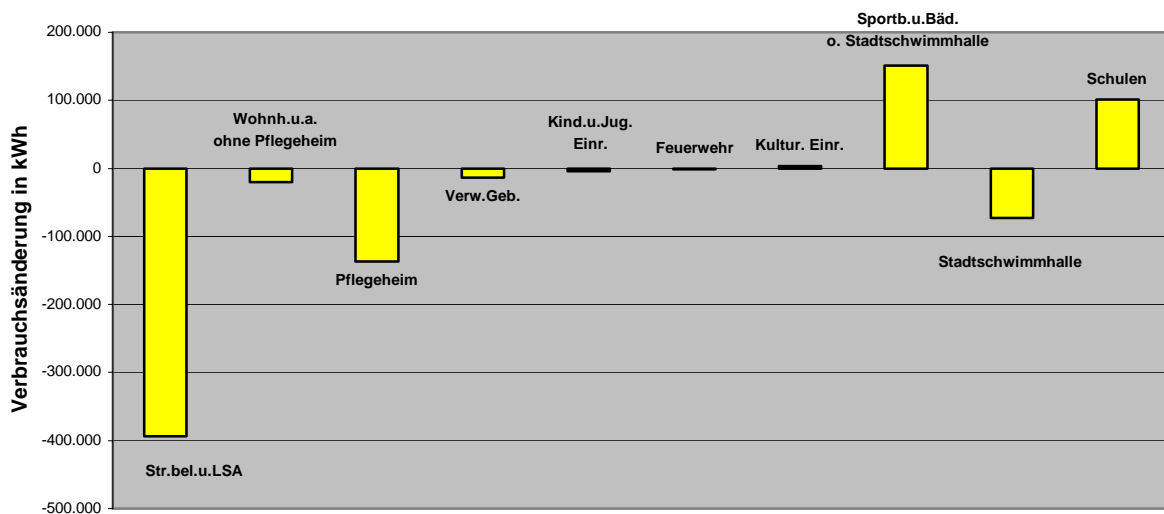 Sportb.u.Bäd.
o. Stadtschwimmhalle
200.000
100.000
0
-100.000
-200.000
-300.000
-400.000
-500.000
Verbrauchsänderung in kWh
Wohnh.u.a.
ohne Pflegeheim
Kind.u.Jug.
Einr.
Feuerwehr
Kultur. Einr.
Schulen
Verw.Geb.
Pflegeheim
Stadtschwimmhalle
Str.bel.u.LSA